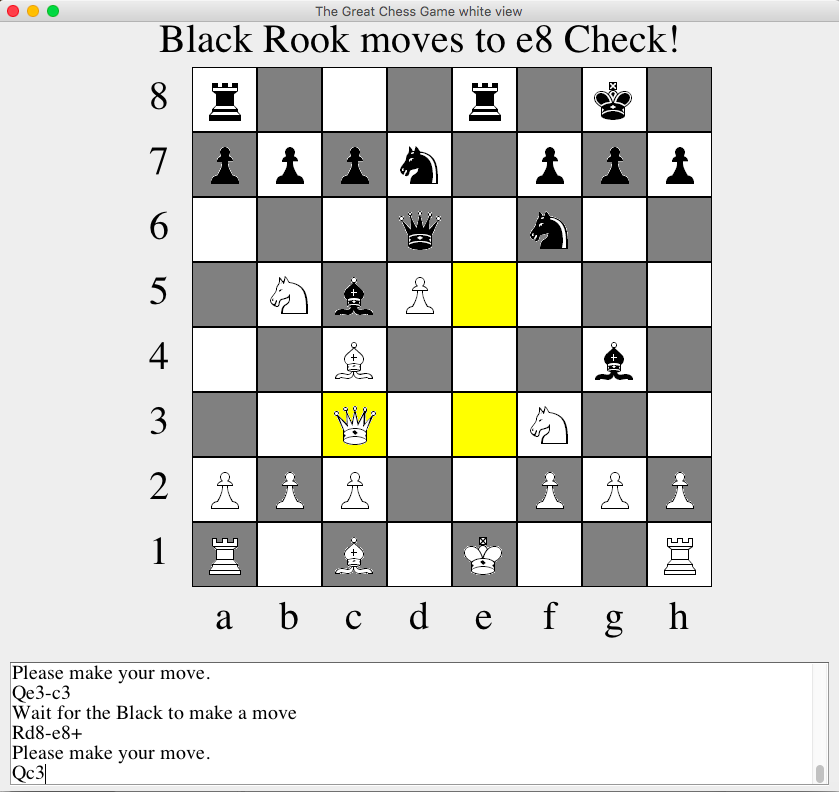 The Great Chess Game white view
Black Rook moves to e8 Check!
8
7
6
5
4
3
2
1
a b c d e f g h
Please make your move.
Qe3-c3
Wait for the Black to make a move
Rd8-e8+
Please make your move.
Qc3